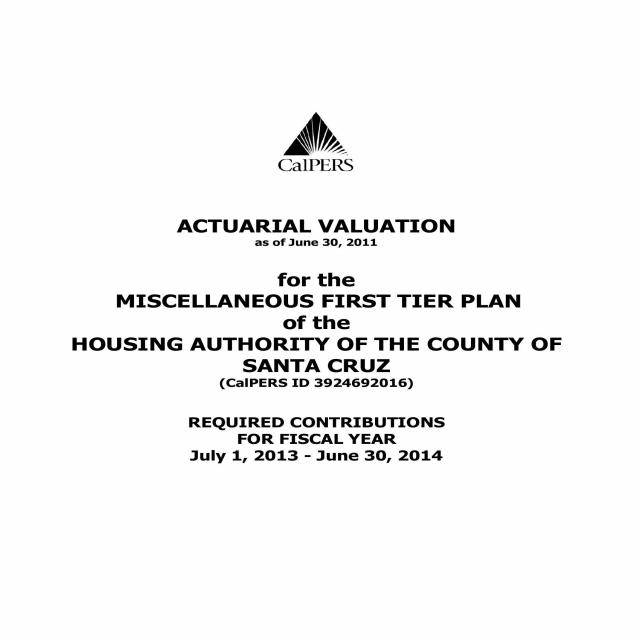 CalPERS
ACTUARIAL VALUATION
as of June 30, 2011
for the
MISCELLANEOUS FIRST TIER PLAN
of the
HOUSING AUTHORITY OF THE COUNTY OF
SANTA CRUZ
(CalPERS ID 3924692016)
REQUIRED CONTRIBUTIONS
FOR FISCAL YEAR
July 1, 2013 - June 30, 2014